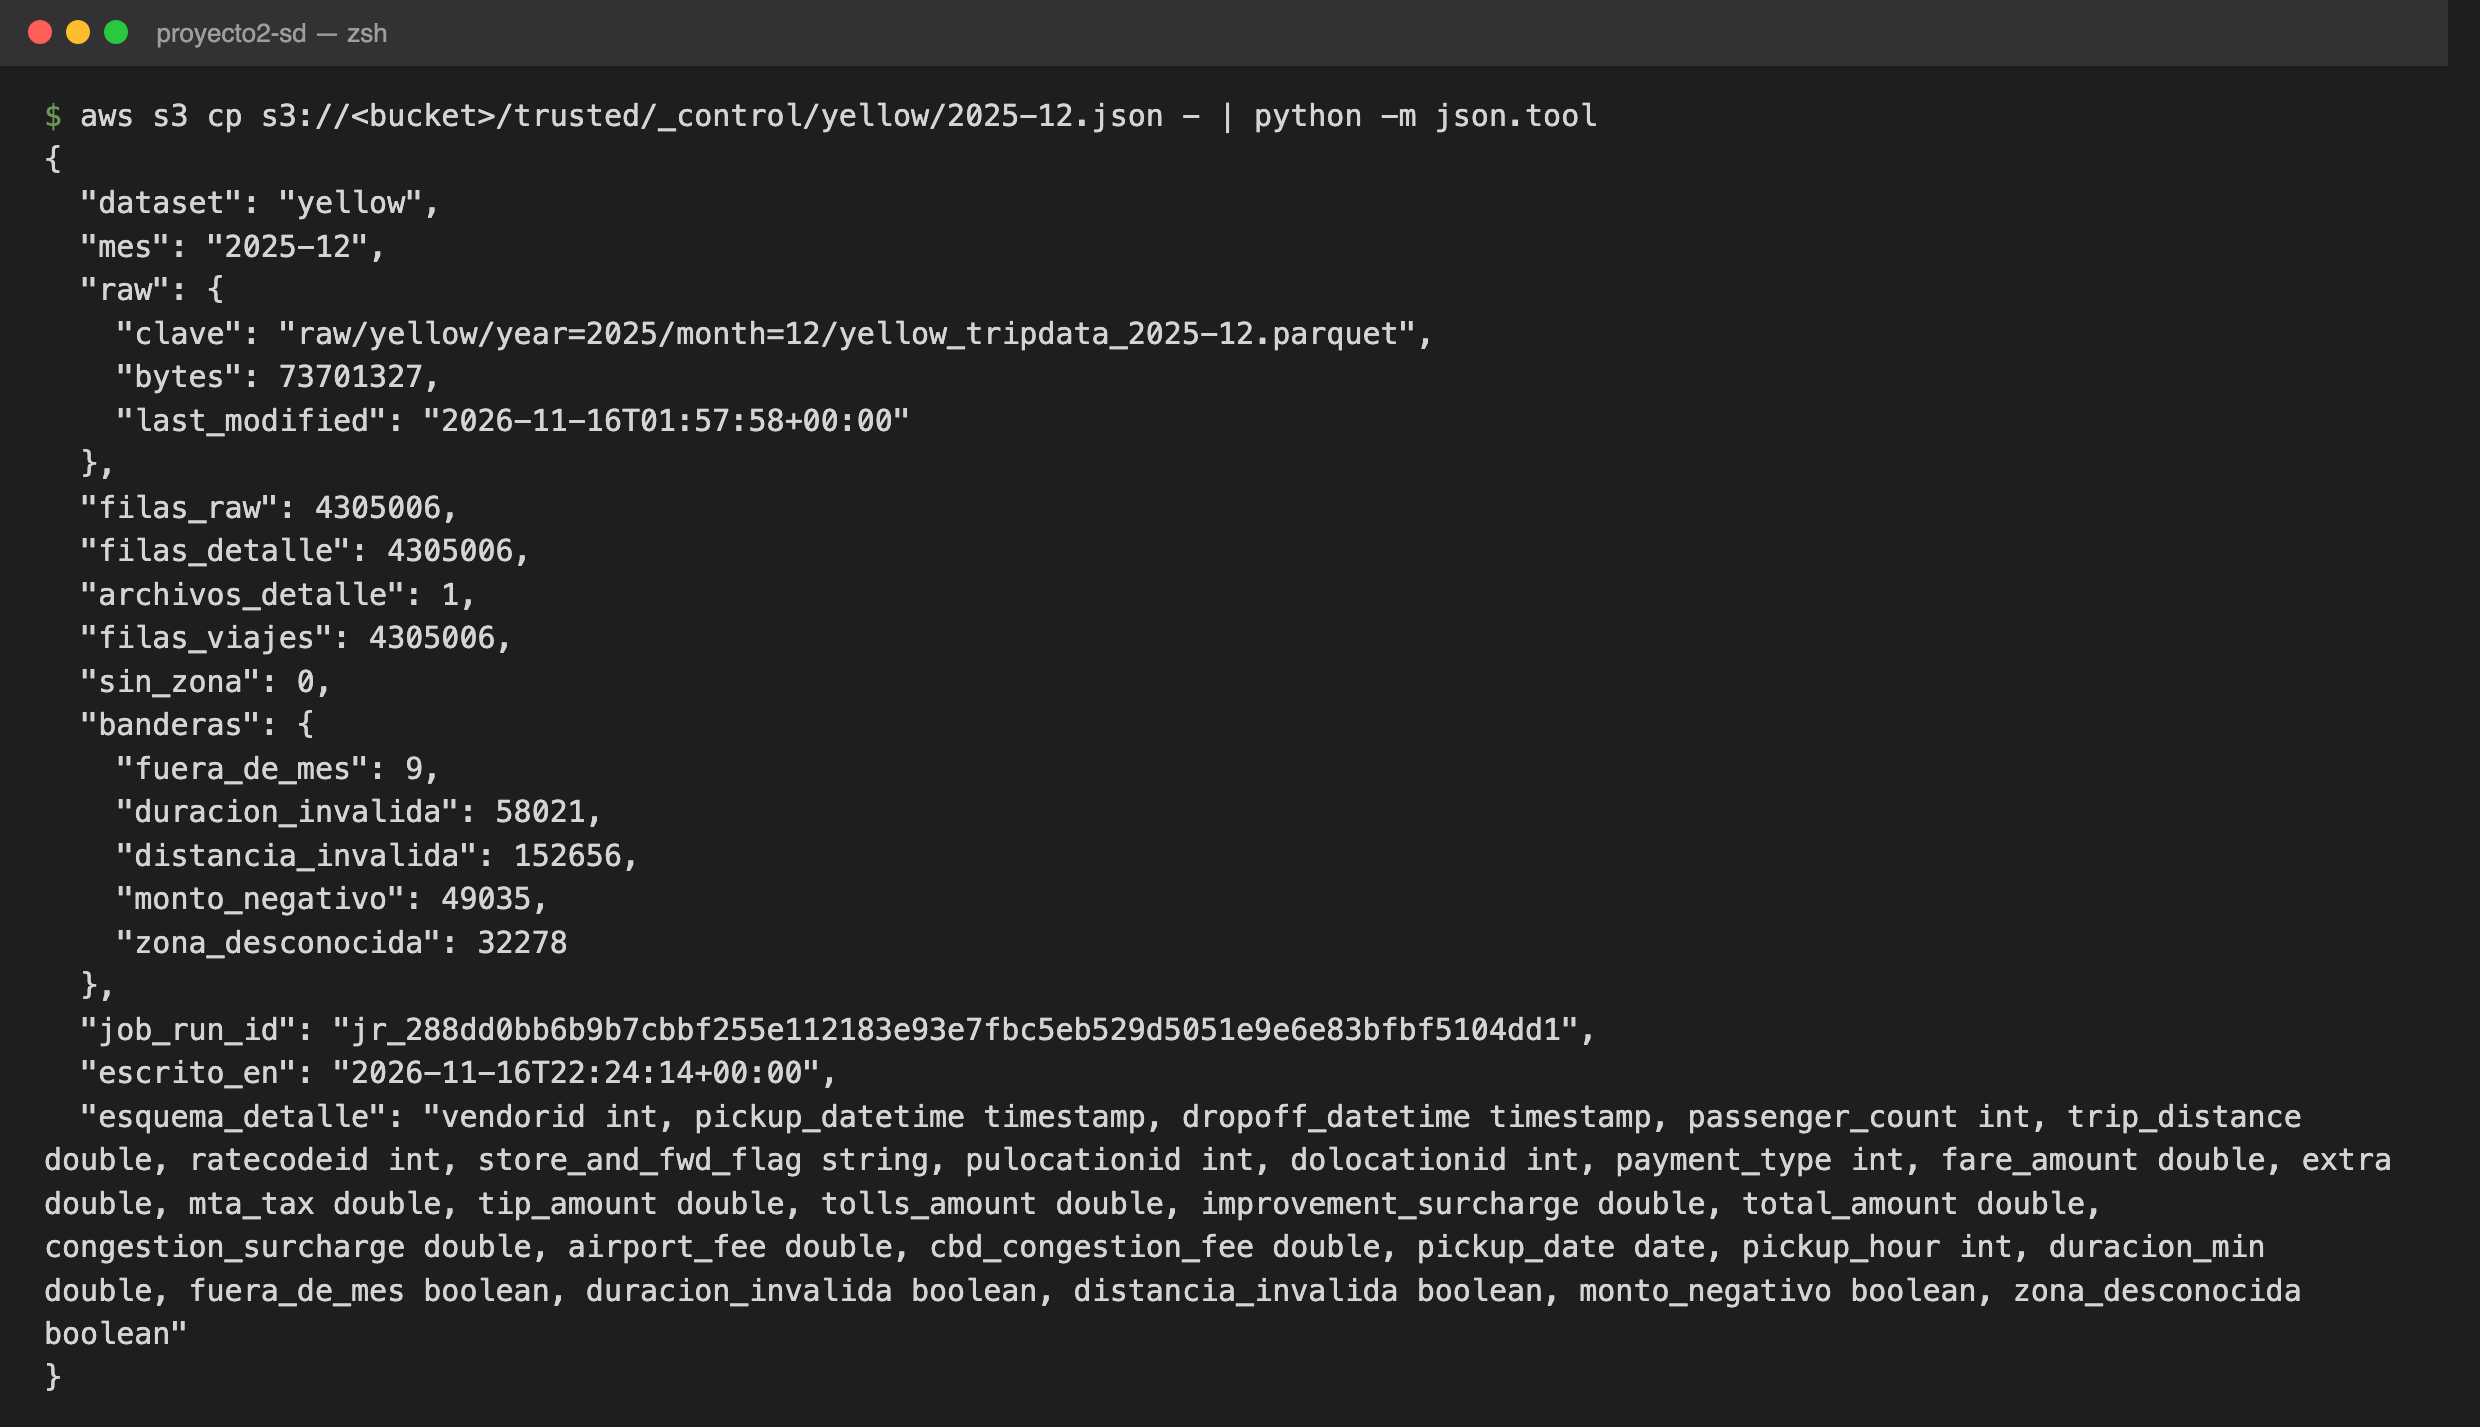 proyecto2-sd — zsh
$ aws s3 cp s3://<bucket>/trusted/_control/yellow/2025-12.json - | python -m json.tool
{
  "dataset": "yellow",
  "mes": "2025-12",
  "raw": {
    "clave": "raw/yellow/year=2025/month=12/yellow_tripdata_2025-12.parquet",
    "bytes": 73701327,
    "last_modified": "2026-11-16T01:57:58+00:00"
  },
  "filas_raw": 4305006,
  "filas_detalle": 4305006,
  "archivos_detalle": 1,
  "filas_viajes": 4305006,
  "sin_zona": 0,
  "banderas": {
    "fuera_de_mes": 9,
    "duracion_invalida": 58021,
    "distancia_invalida": 152656,
    "monto_negativo": 49035,
    "zona_desconocida": 32278
  },
  "job_run_id": "jr_288dd0bb6b9b7cbbf255e112183e93e7fbc5eb529d5051e9e6e83bfbf5104dd1",
  "escrito_en": "2026-11-16T22:24:14+00:00",
  "esquema_detalle": "vendorid int, pickup_datetime timestamp, dropoff_datetime timestamp, passenger_count int, trip_distance
double, ratecodeid int, store_and_fwd_flag string, pulocationid int, dolocationid int, payment_type int, fare_amount double, extra
double, mta_tax double, tip_amount double, tolls_amount double, improvement_surcharge double, total_amount double,
congestion_surcharge double, airport_fee double, cbd_congestion_fee double, pickup_date date, pickup_hour int, duracion_min
double, fuera_de_mes boolean, duracion_invalida boolean, distancia_invalida boolean, monto_negativo boolean, zona_desconocida
boolean"
}